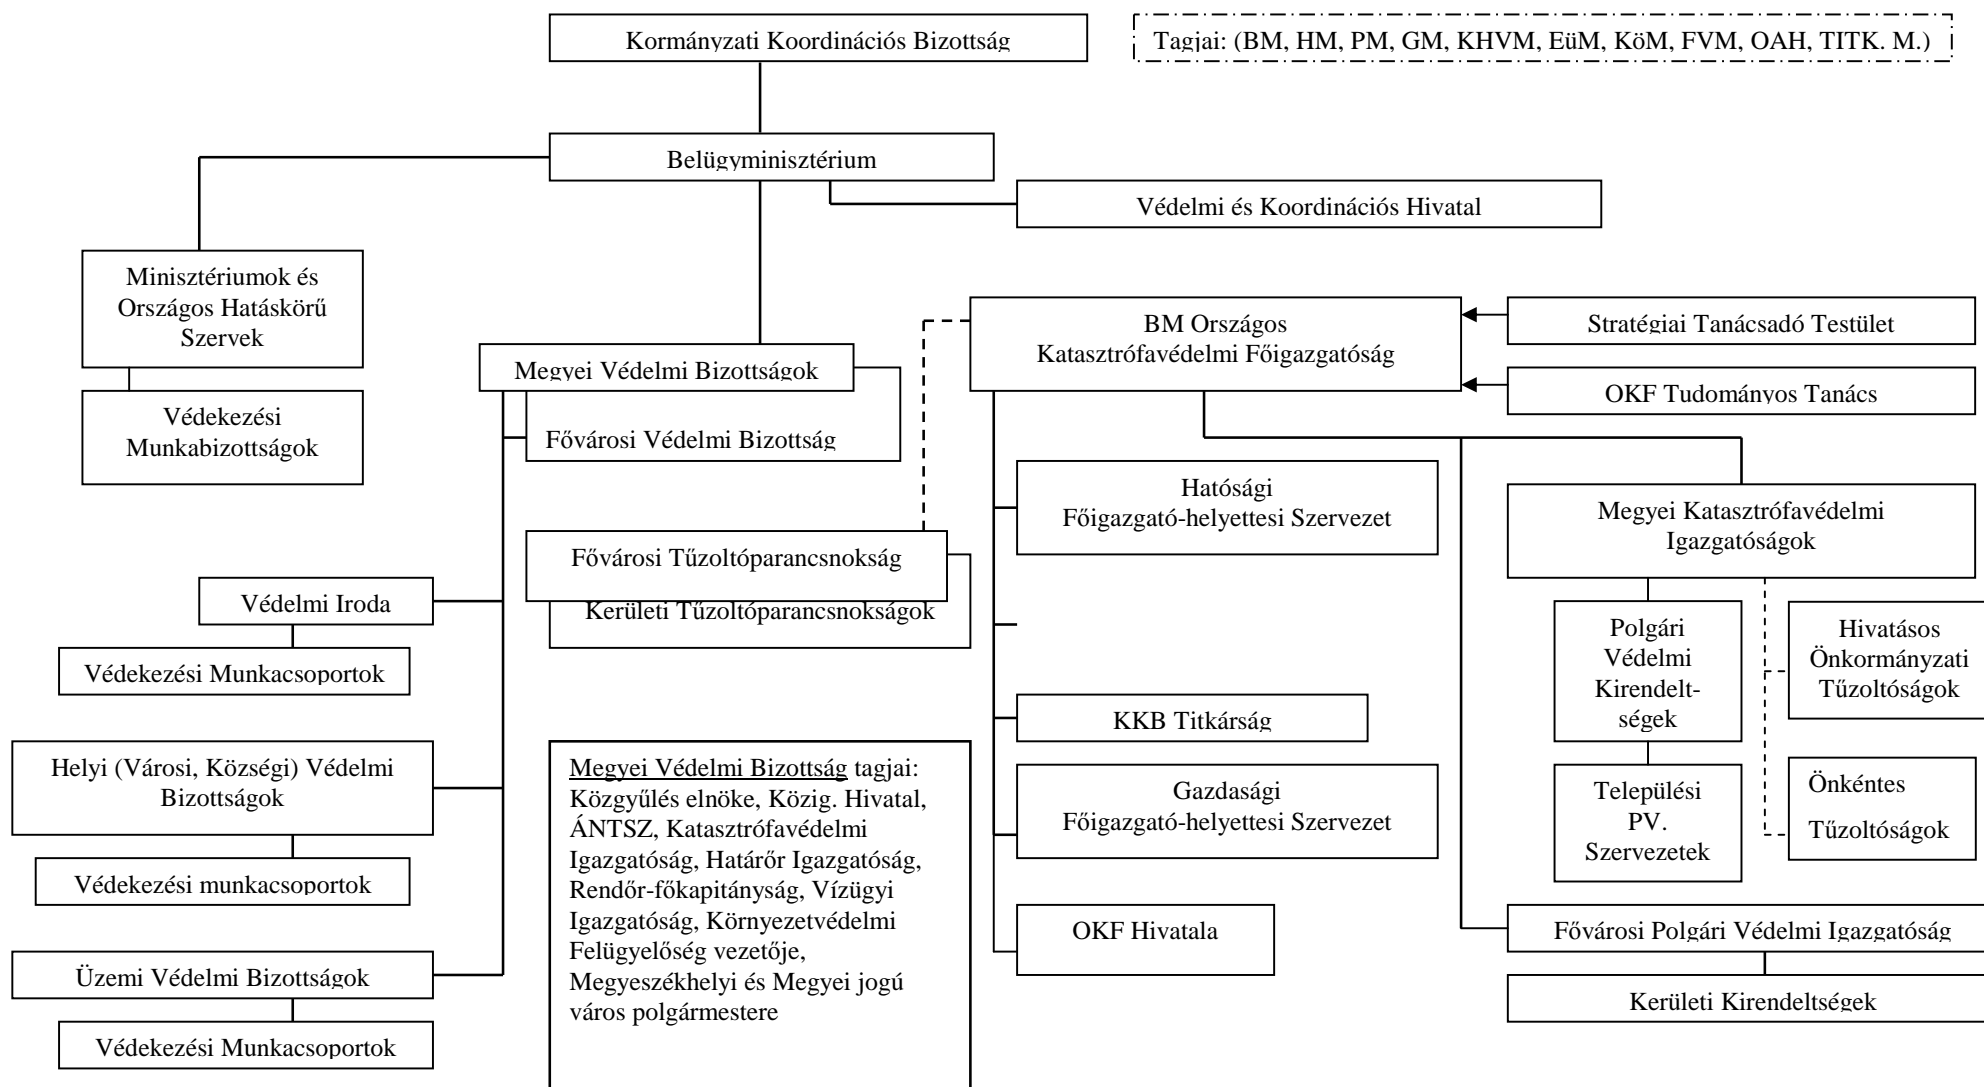 Kormányzati Koordinációs Bizottság
Tagjai: (BM, HM, PM, GM, KHVM, EüM, KöM, FVM, OAH, TITK. M.)
Belügyminisztérium
Védelmi és Koordinációs Hivatal
Minisztériumok és
Országos Hatáskörű
Szervek
Védekezési
Munkabizottságok
Megyei Védelmi Bizottságok
Fővárosi Védelmi Bizottság
BM Országos
Katasztrófavédelmi Főigazgatóság
Stratégiai Tanácsadó Testület
OKF Tudományos Tanács
Fővárosi Tűzoltóparancsnokság
Kerületi Tűzoltóparancsnokságok
Hatósági
Főigazgató-helyettesi Szervezet
Megyei Katasztrófavédelmi
Igazgatóságok
Védelmi Iroda
Védekezési Munkacsoportok
Polgári
Védelmi
Kirendelt-
ségek
Hivatásos
Önkormányzati
Tűzoltóságok
KKB Titkárság
Helyi (Városi, Községi) Védelmi
Bizottságok
Védekezési munkacsoportok
Megyei Védelmi Bizottság tagjai:
Közgyűlés elnöke, Közig. Hivatal,
ÁNTSZ, Katasztrófavédelmi
Igazgatóság, Határőr Igazgatóság,
Rendőr-főkapitányság, Vízügyi
Igazgatóság, Környezetvédelmi
Felügyelőség vezetője,
Megyeszékhelyi és Megyei jogú
város polgármestere
Gazdasági
Főigazgató-helyettesi Szervezet
Települési
PV.
Szervezetek
Önkéntes
Tűzoltóságok
OKF Hivatala
Fővárosi Polgári Védelmi Igazgatóság
Kerületi Kirendeltségek
Üzemi Védelmi Bizottságok
Védekezési Munkacsoportok